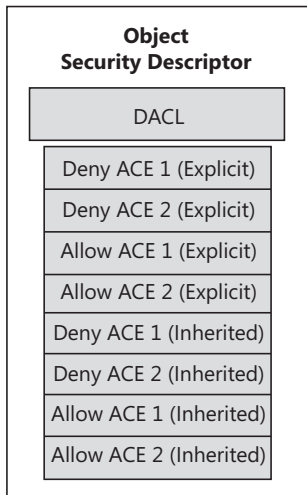 Object
Security Descriptor
DACL
Deny ACE 1 (Explicit)
Deny ACE 2 (Explicit)
Allow ACE 1 (Explicit)
Allow ACE 2 (Explicit)
Deny ACE 1 (Inherited)
Deny ACE 2 (Inherited)
Allow ACE 1 (Inherited)
Allow ACE 2 (Inherited)